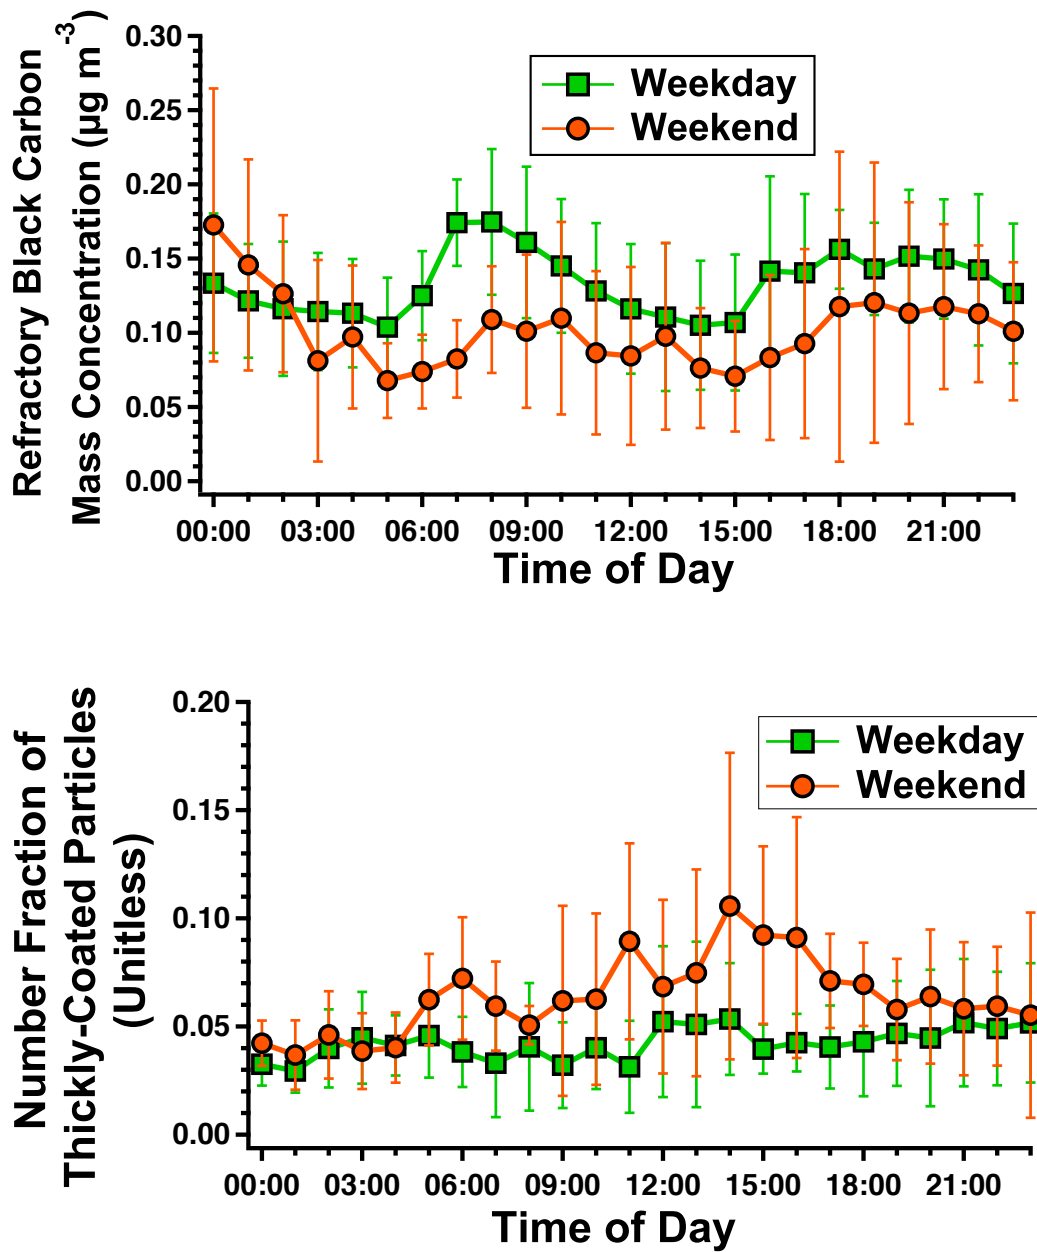 Refractory Black Carbon
Mass Concentration (µg m⁻³)
0.30
0.25
0.20
0.15
0.10
0.05
0.00
Weekday
Weekend
00:00 03:00 06:00 09:00 12:00 15:00 18:00 21:00
Time of Day
Number Fraction of
Thickly-Coated Particles
(Unitless)
0.20
0.15
0.10
0.05
0.00
Weekday
Weekend
00:00 03:00 06:00 09:00 12:00 15:00 18:00 21:00
Time of Day